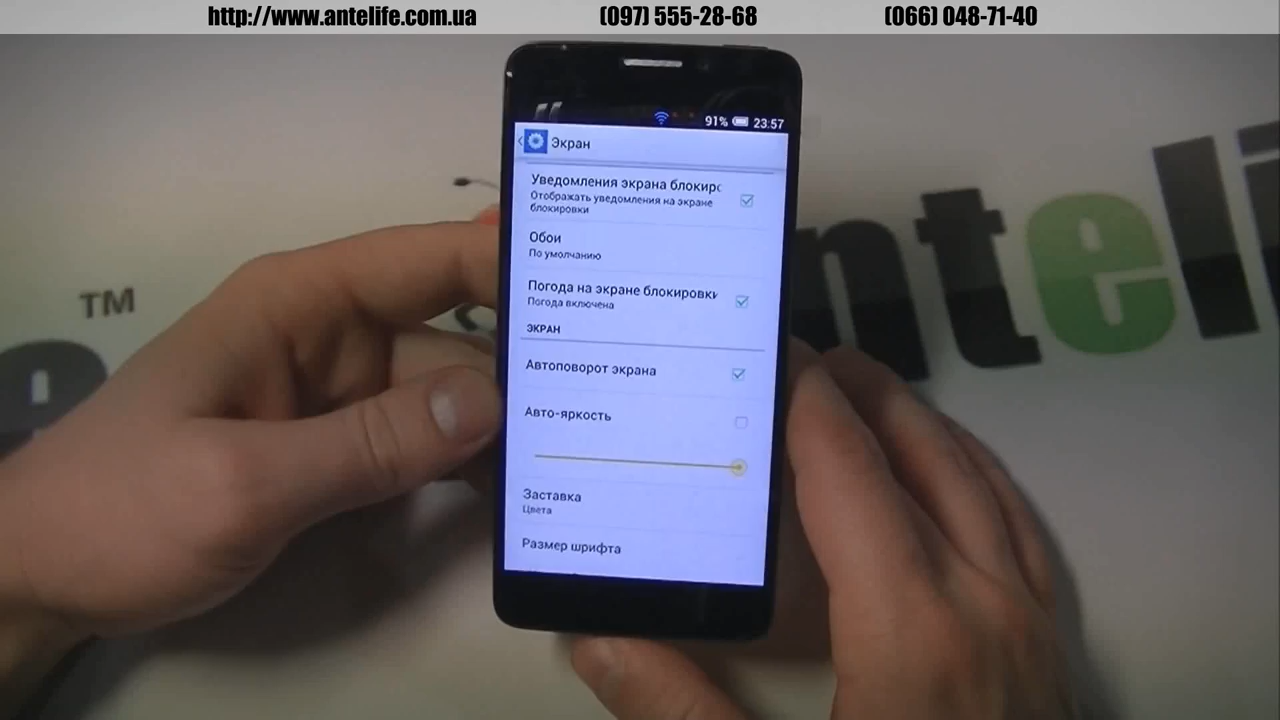 http://www.antelife.com.ua (097) 555-28-68 (066) 048-71-40
91% 23:57
Экран
Уведомления экрана блокирс
Отображать уведомления на экране
блокировки
Обои
По умолчанию
Погода на экране блокировки
Погода включена
ЭКРАН
Автоповорот экрана
Авто-яркость
Заставка
Цвета
Размер шрифта
TM
anteli